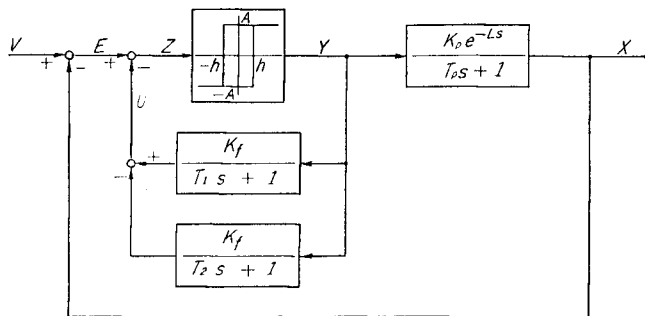 V + - E + - Z A -h h -A Y K_p e^{-Ls} X
T_p s + 1
U
+ K_f
T_1 s + 1
- K_f
T_2 s + 1